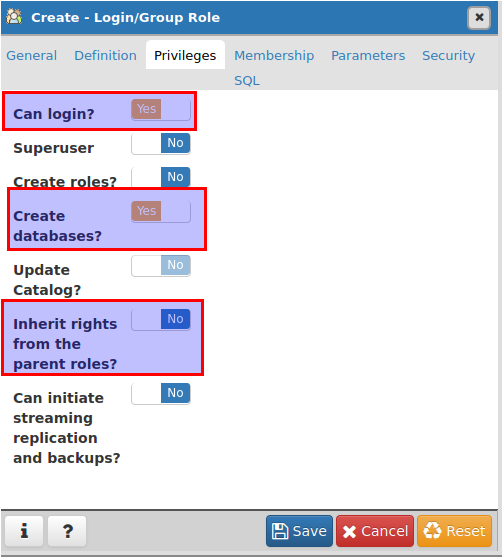 Create - Login/Group Role
General Definition Privileges Membership Parameters Security
SQL
Can login? Yes
Superuser No
Create roles? No
Create Yes
databases?
Update No
Catalog?
Inherit rights No
from the
parent roles?
Can initiate No
streaming
replication
and backups?
i ? Save Cancel Reset